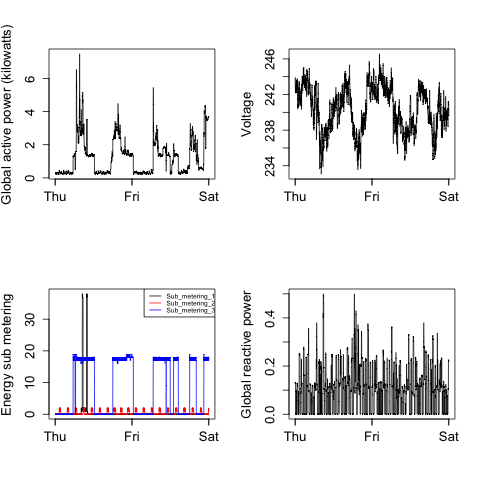 Global active power (kilowatts)
0 2 4 6
Thu Fri Sat
Voltage
234 238 242 246
Thu Fri Sat
Energy sub metering
0 10 20 30
Sub_metering_1
Sub_metering_2
Sub_metering_3
Thu Fri Sat
Global reactive power
0.0 0.2 0.4
Thu Fri Sat